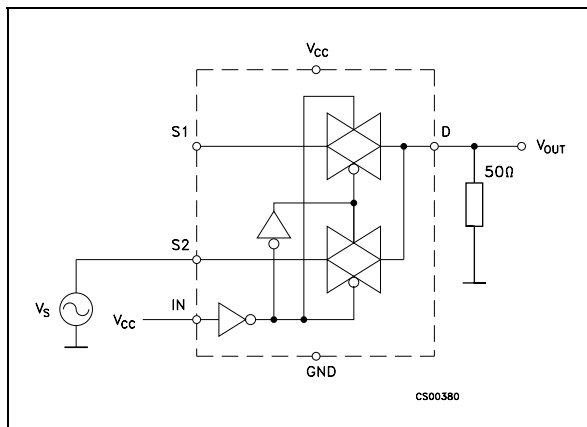 VCC
S1
D
VOUT
50Ω
S2
IN
VS
VCC
GND
CS00380